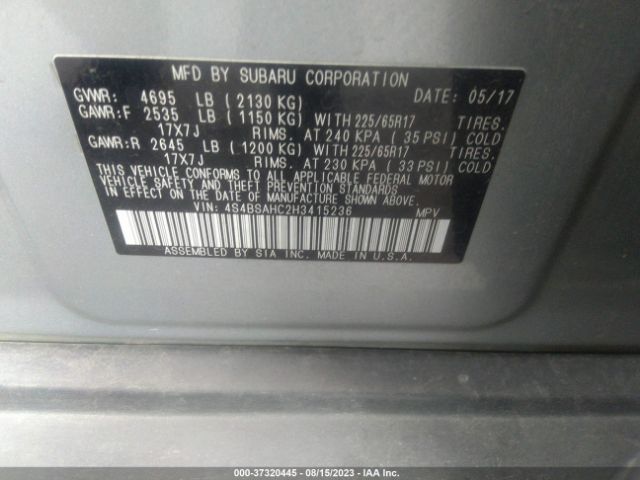 MFD BY SUBARU CORPORATION
GVWR: 4695 LB ( 2130 KG) DATE: 05/17
GAWR:F 2535 LB ( 1150 KG) WITH 225/65R17 TIRES.
17X7J RIMS. AT 240 KPA ( 35 PSI) COLD
GAWR:R 2645 LB ( 1200 KG) WITH 225/65R17 TIRES.
17X7J RIMS. AT 230 KPA ( 33 PSI) COLD.
THIS VEHICLE CONFORMS TO ALL APPLICABLE FEDERAL MOTOR
VEHICLE SAFETY AND THEFT PREVENTION STANDARDS
IN EFFECT ON THE DATE OF MANUFACTURE SHOWN ABOVE.
VIN: 4S4BSAHC2H3415236 MPV
ASSEMBLED BY SIA INC. MADE IN U.S.A.
000-37320445 - 08/15/2023 - IAA Inc.